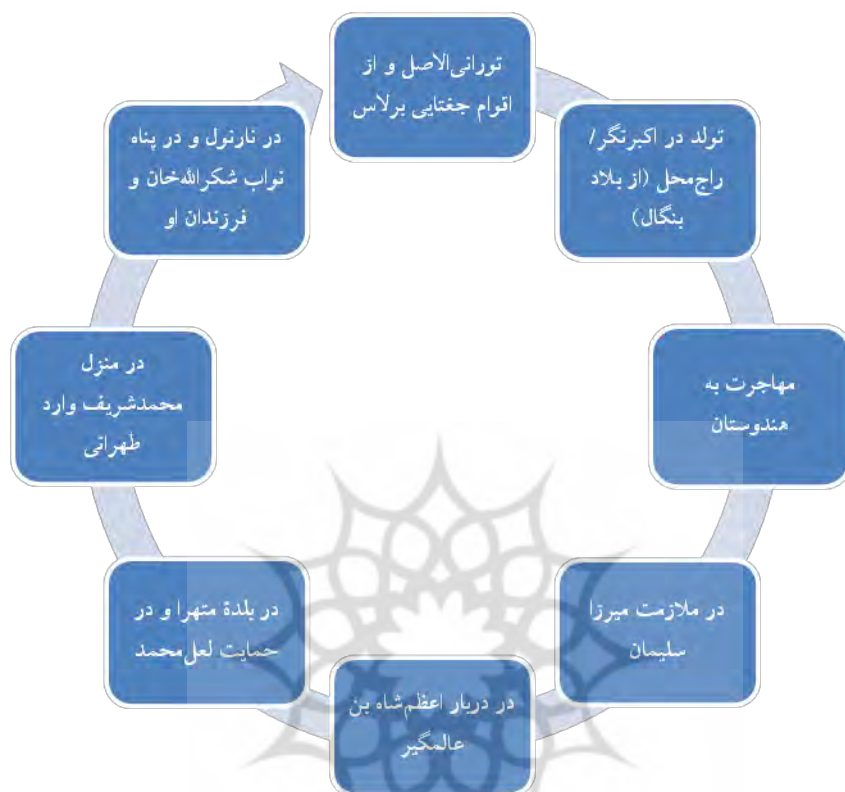 تورانی‌الاصل و از
اقوام جغتایی برلاس
تولد در اکبرنگر/
راج‌محل (از بلاد
بنگال)
مهاجرت به
هندوستان
در ملازمت میرزا
سلیمان
در دربار اعظم‌شاه بن
عالمگیر
در بلدة متهرا و در
حمایت لعل‌محمد
در منزل
محمدشریف وارد
طهرانی
در نارنول و در پناه
نواب شکرالله‌خان و
فرزندان او